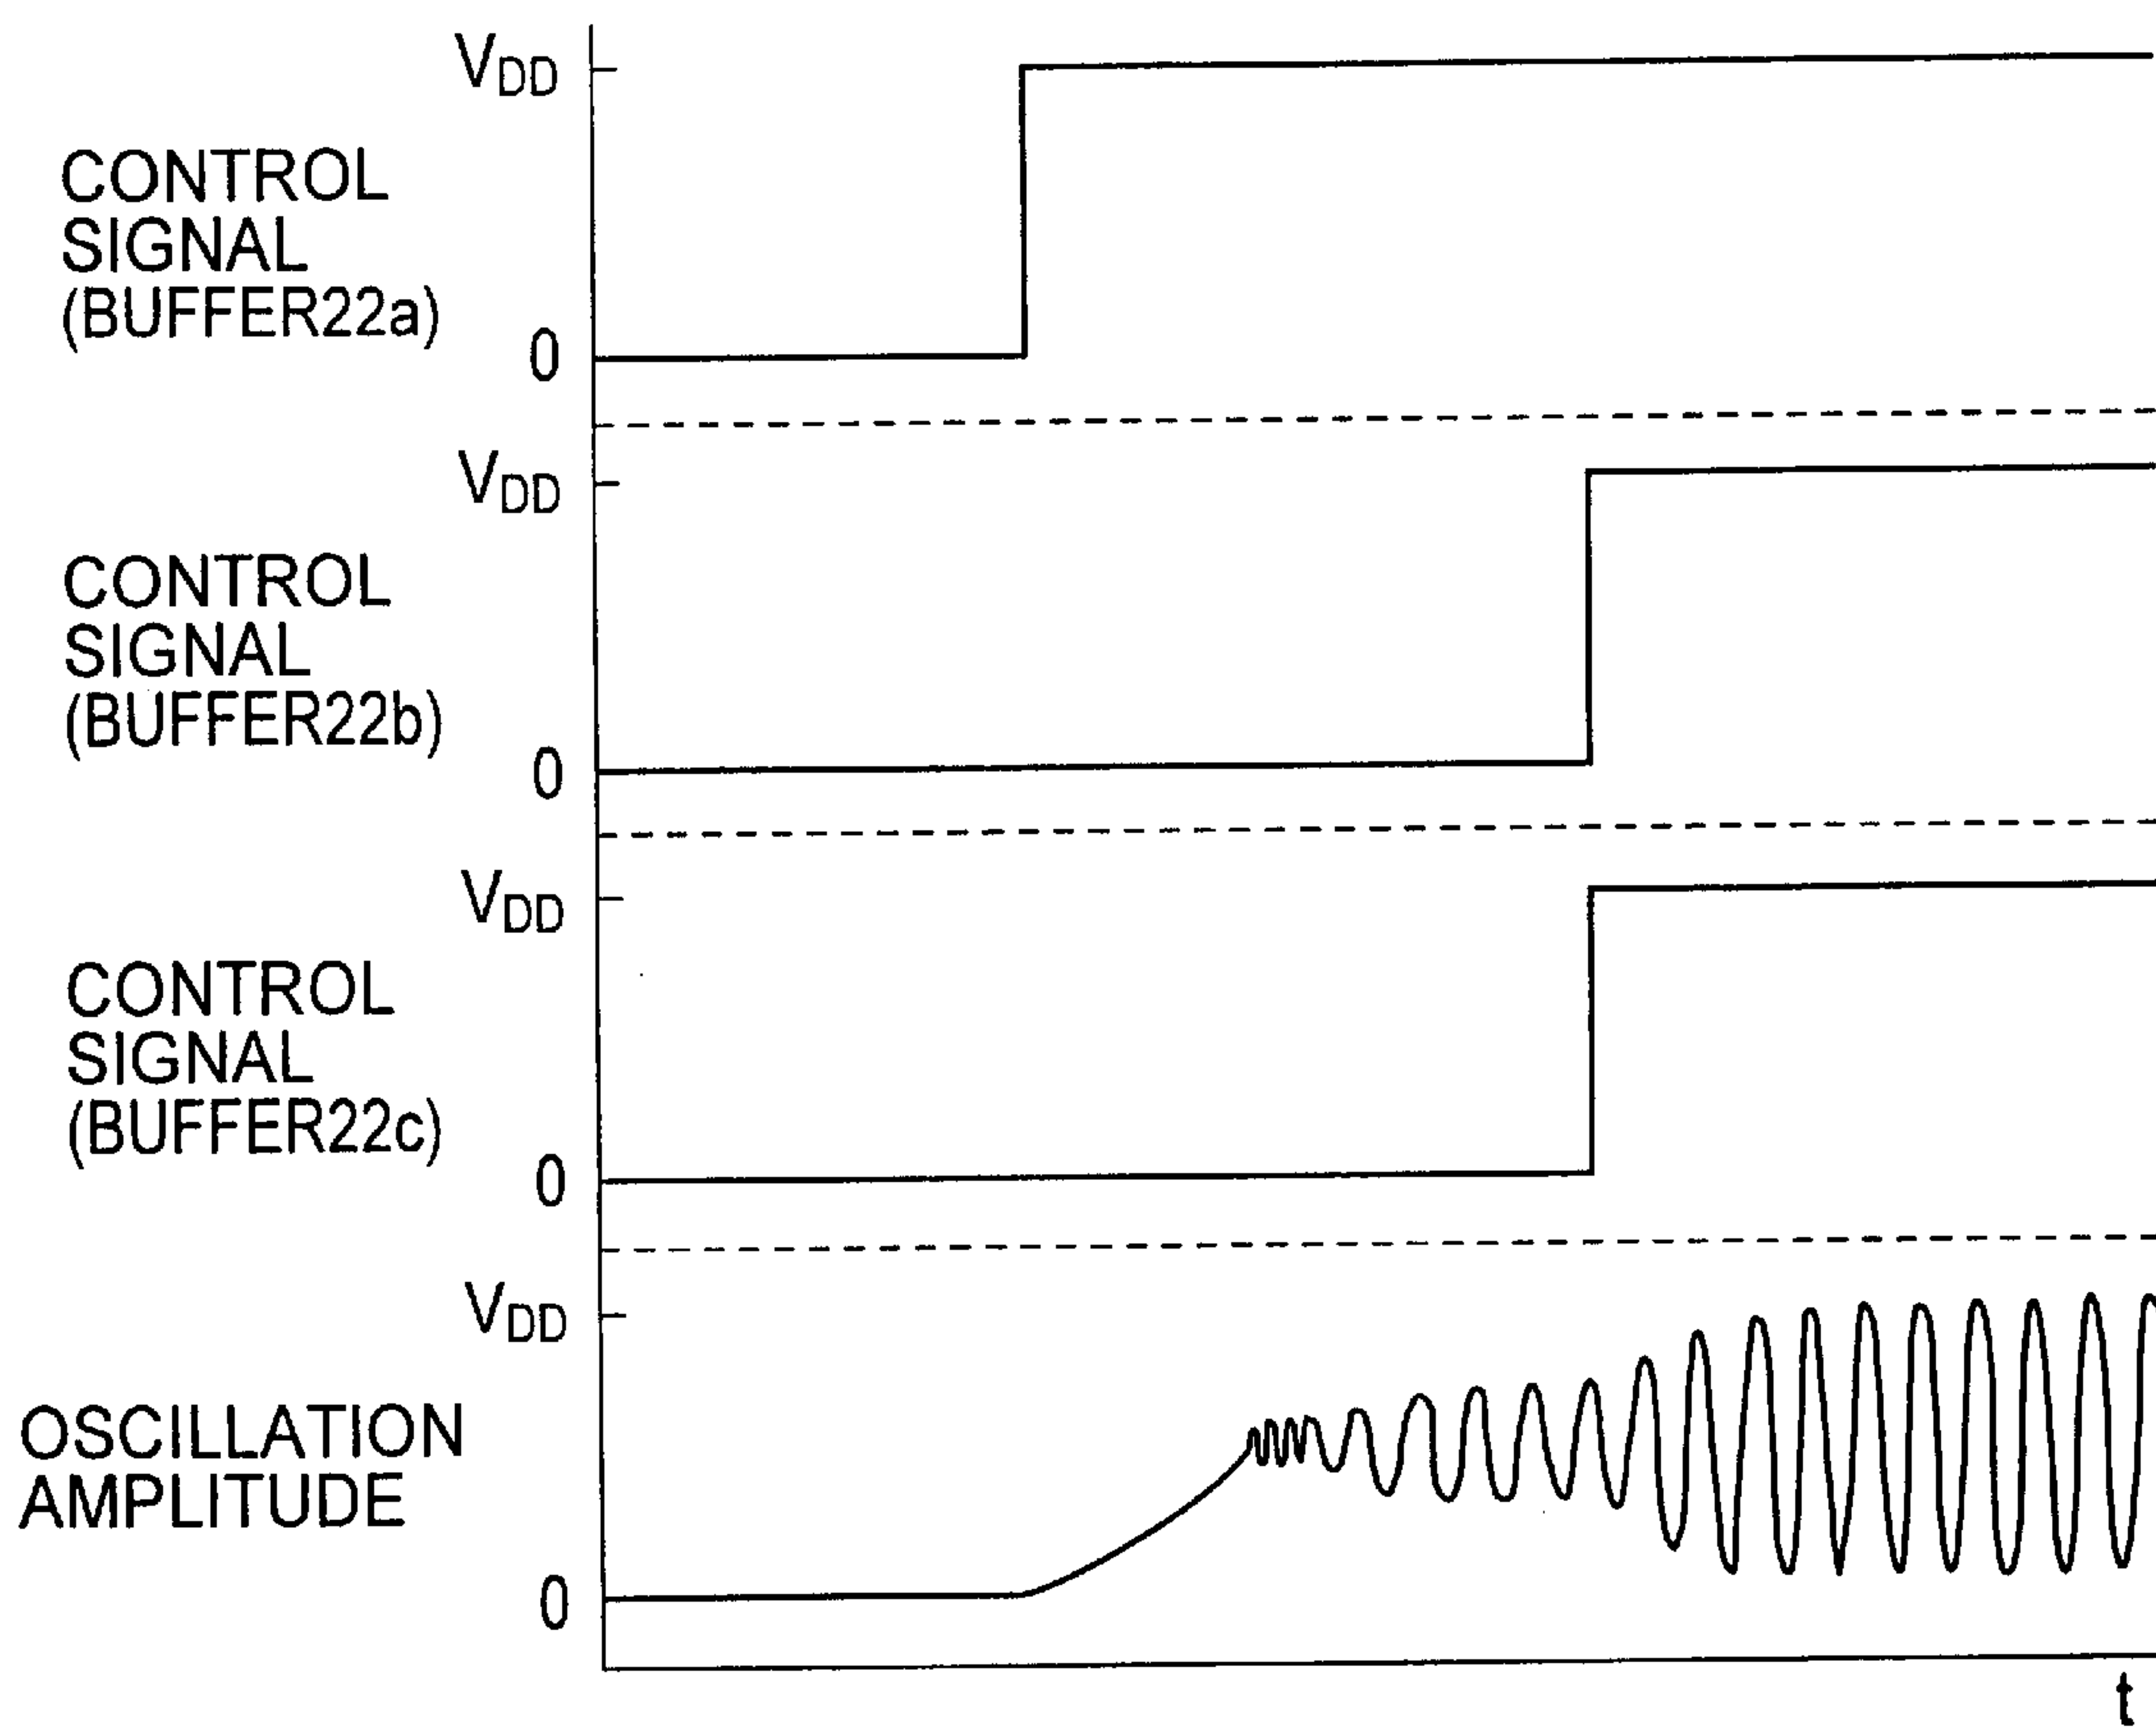 VDD
CONTROL
SIGNAL
(BUFFER22a)
0
VDD
CONTROL
SIGNAL
(BUFFER22b)
0
VDD
CONTROL
SIGNAL
(BUFFER22c)
0
VDD
OSCILLATION
AMPLITUDE
0
t